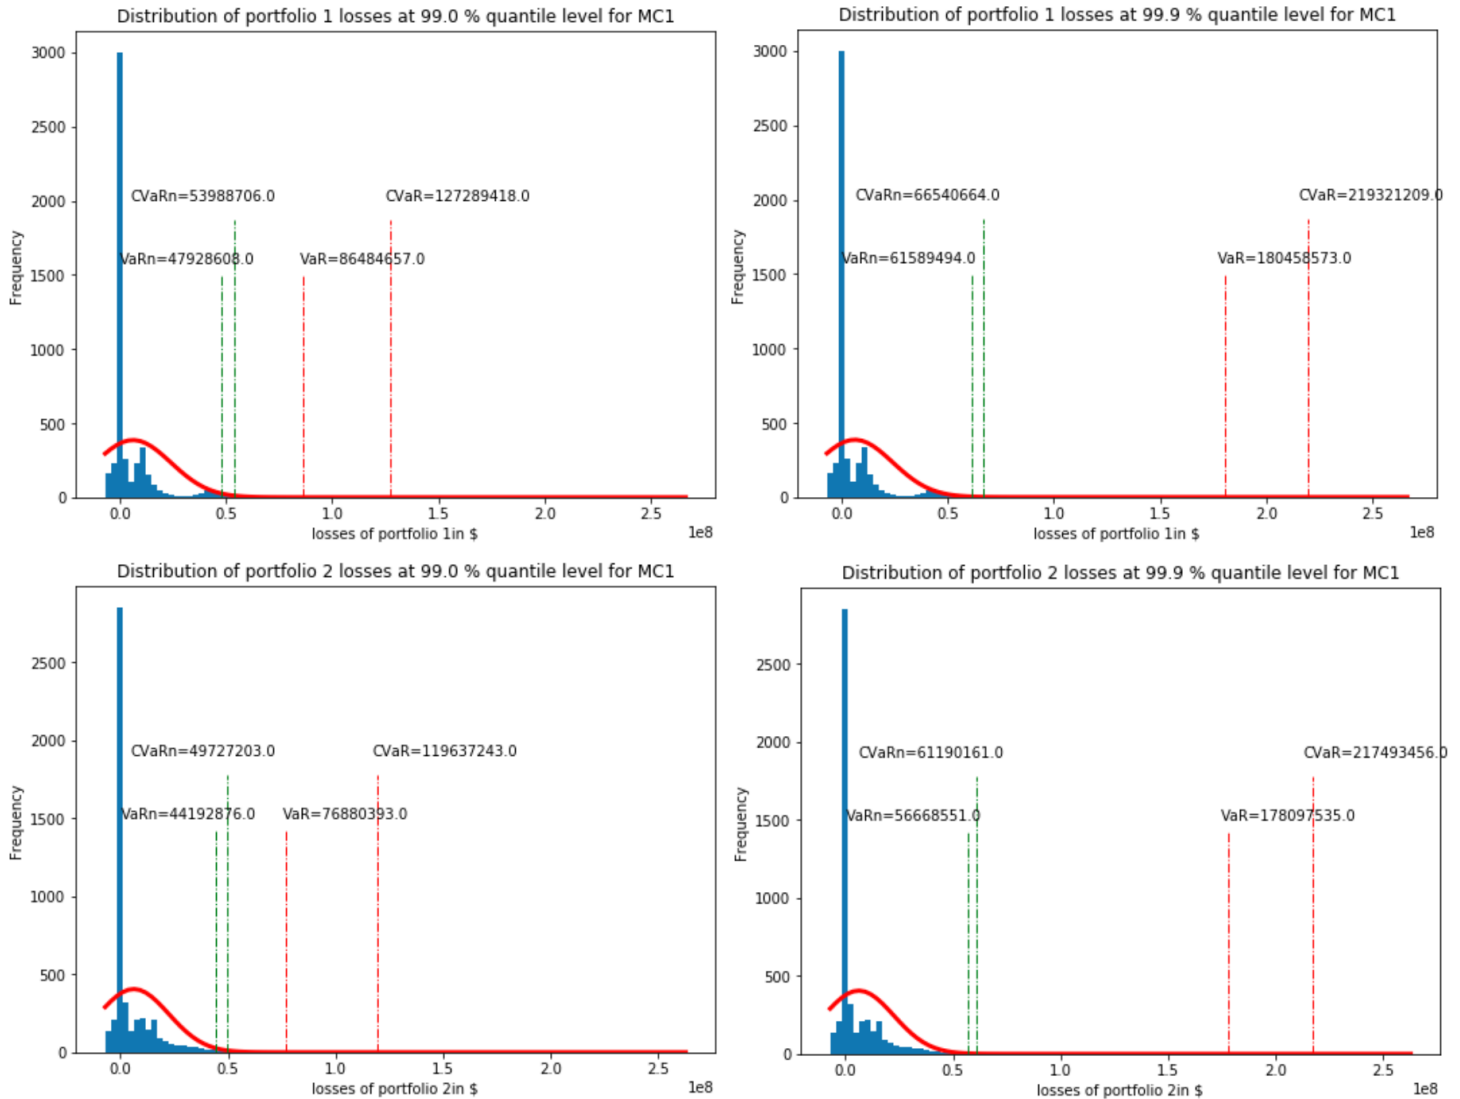 Distribution of portfolio 1 losses at 99.0 % quantile level for MC1
3000
2500
2000
1500
1000
500
0
Frequency
CVaRn=53988706.0
CVaR=127289418.0
VaRn=47928608.0
VaR=86484657.0
0.0
0.5
1.0
1.5
2.0
2.5
1e8
losses of portfolio 1in $
Distribution of portfolio 1 losses at 99.9 % quantile level for MC1
3000
2500
2000
1500
1000
500
0
Frequency
CVaRn=66540664.0
CVaR=219321209.0
VaRn=61589494.0
VaR=180458573.0
0.0
0.5
1.0
1.5
2.0
2.5
1e8
losses of portfolio 1in $
Distribution of portfolio 2 losses at 99.0 % quantile level for MC1
2500
2000
1500
1000
500
0
Frequency
CVaRn=49727203.0
CVaR=119637243.0
VaRn=44192876.0
VaR=76880393.0
0.0
0.5
1.0
1.5
2.0
2.5
1e8
losses of portfolio 2in $
Distribution of portfolio 2 losses at 99.9 % quantile level for MC1
2500
2000
1500
1000
500
0
Frequency
CVaRn=61190161.0
CVaR=217493456.0
VaRn=56668551.0
VaR=178097535.0
0.0
0.5
1.0
1.5
2.0
2.5
1e8
losses of portfolio 2in $